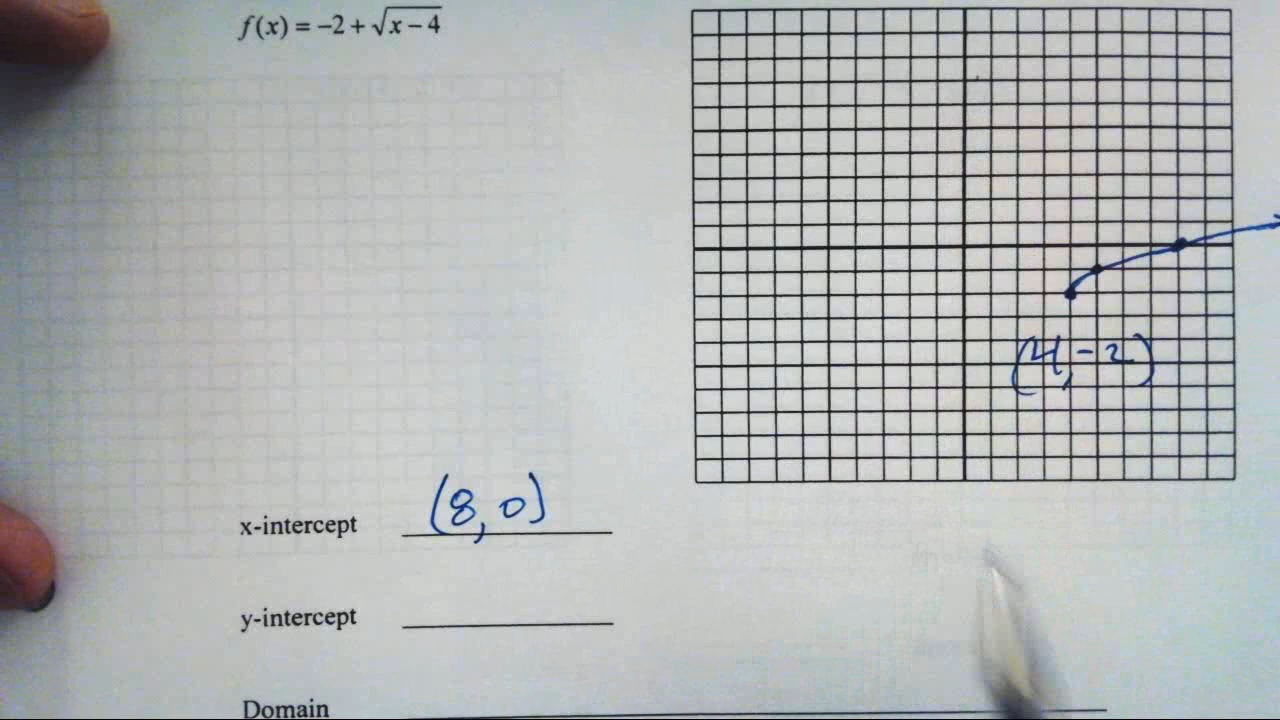 f(x) = −2 + √x − 4
(4, −2)
x-intercept (8, 0)
y-intercept
Domain